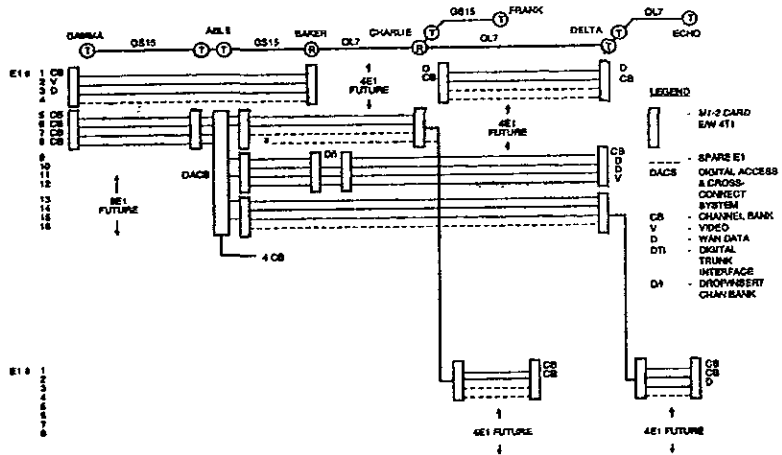 GAMMA ABLE BAKER CHARLIE FRANK DELTA ECHO
GS15 GS15 OL7 GS15 OL7 OL7
T T T R R T T T T T
E1 #
1 CB
2 V
3 D
4
5 CB
6 CB
7 CB
8 CB
9
10
11
12
13
14
15
16
4E1
FUTURE
D
CB
D
CB
4E1
FUTURE
8E1
FUTURE
DACS
D/I
CB
D
D
V
4 CB
LEGEND
- M1-2 CARD
E/W 4T1
- SPARE E1
DACS DIGITAL ACCESS
& CROSS-
CONNECT
SYSTEM
CB - CHANNEL BANK
V - VIDEO
D - WAN DATA
DTI - DIGITAL
TRUNK
INTERFACE
D/I - DROP/INSERT
CHAN BANK
E1 #
1
2
3
4
5
6
7
8
CB
CB
CB
CB
D
FUTURE
4E1 FUTURE